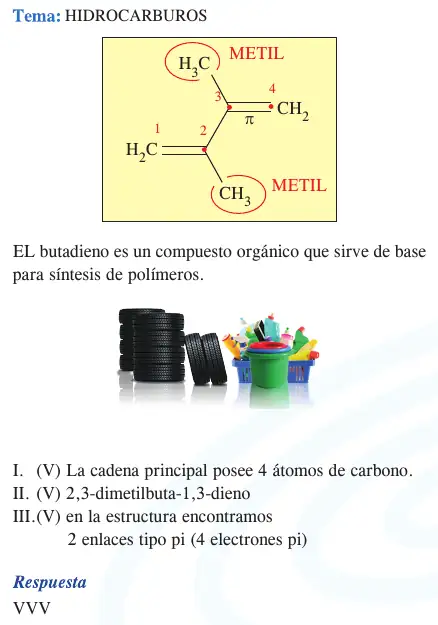 Tema: HIDROCARBUROS
H3C METIL
3 4
π CH2
1 2
H2C
CH3 METIL
EL butadieno es un compuesto orgánico que sirve de base
para síntesis de polímeros.
I. (V) La cadena principal posee 4 átomos de carbono.
II. (V) 2,3-dimetilbuta-1,3-dieno
III.(V) en la estructura encontramos
2 enlaces tipo pi (4 electrones pi)
Respuesta
VVV